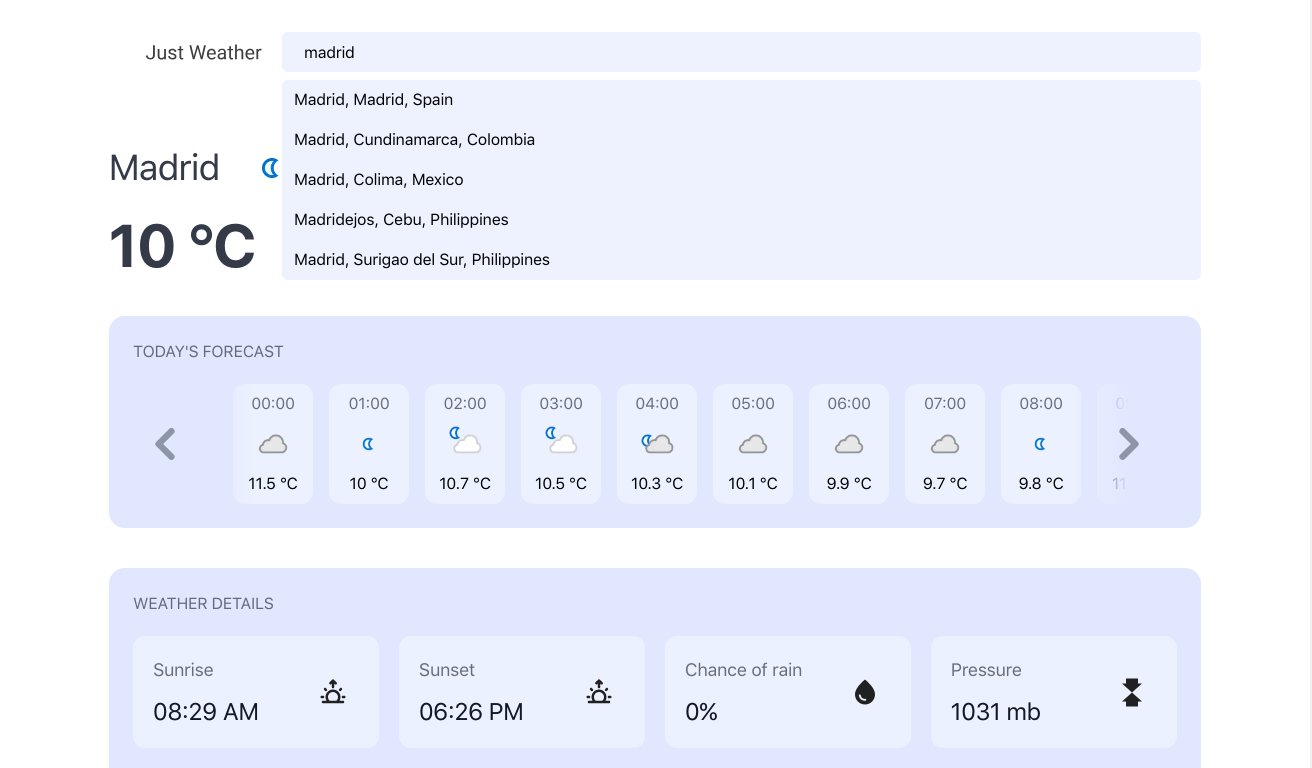 Just Weather
madrid
Madrid, Madrid, Spain
Madrid, Cundinamarca, Colombia
Madrid, Colima, Mexico
Madridejos, Cebu, Philippines
Madrid, Surigao del Sur, Philippines
Madrid
10 °C
TODAY'S FORECAST
00:00 01:00 02:00 03:00 04:00 05:00 06:00 07:00 08:00
11.5 °C 10 °C 10.7 °C 10.5 °C 10.3 °C 10.1 °C 9.9 °C 9.7 °C 9.8 °C 11
WEATHER DETAILS
Sunrise
08:29 AM
Sunset
06:26 PM
Chance of rain
0%
Pressure
1031 mb